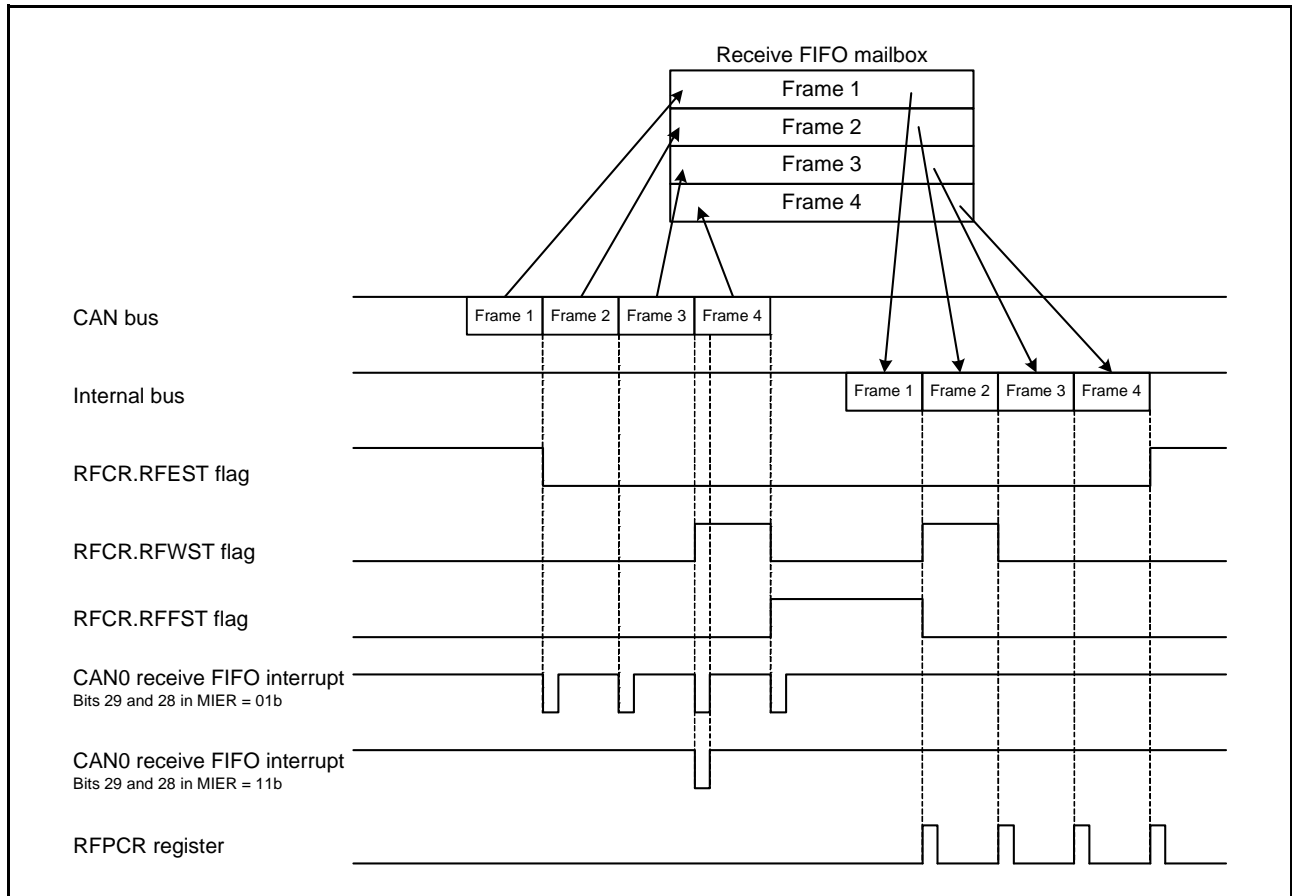 Receive FIFO mailbox
Frame 1
Frame 2
Frame 3
Frame 4
CAN bus
Frame 1 Frame 2 Frame 3 Frame 4
Internal bus
Frame 1 Frame 2 Frame 3 Frame 4
RFCR.RFEST flag
RFCR.RFWST flag
RFCR.RFFST flag
CAN0 receive FIFO interrupt
Bits 29 and 28 in MIER = 01b
CAN0 receive FIFO interrupt
Bits 29 and 28 in MIER = 11b
RFPCR register